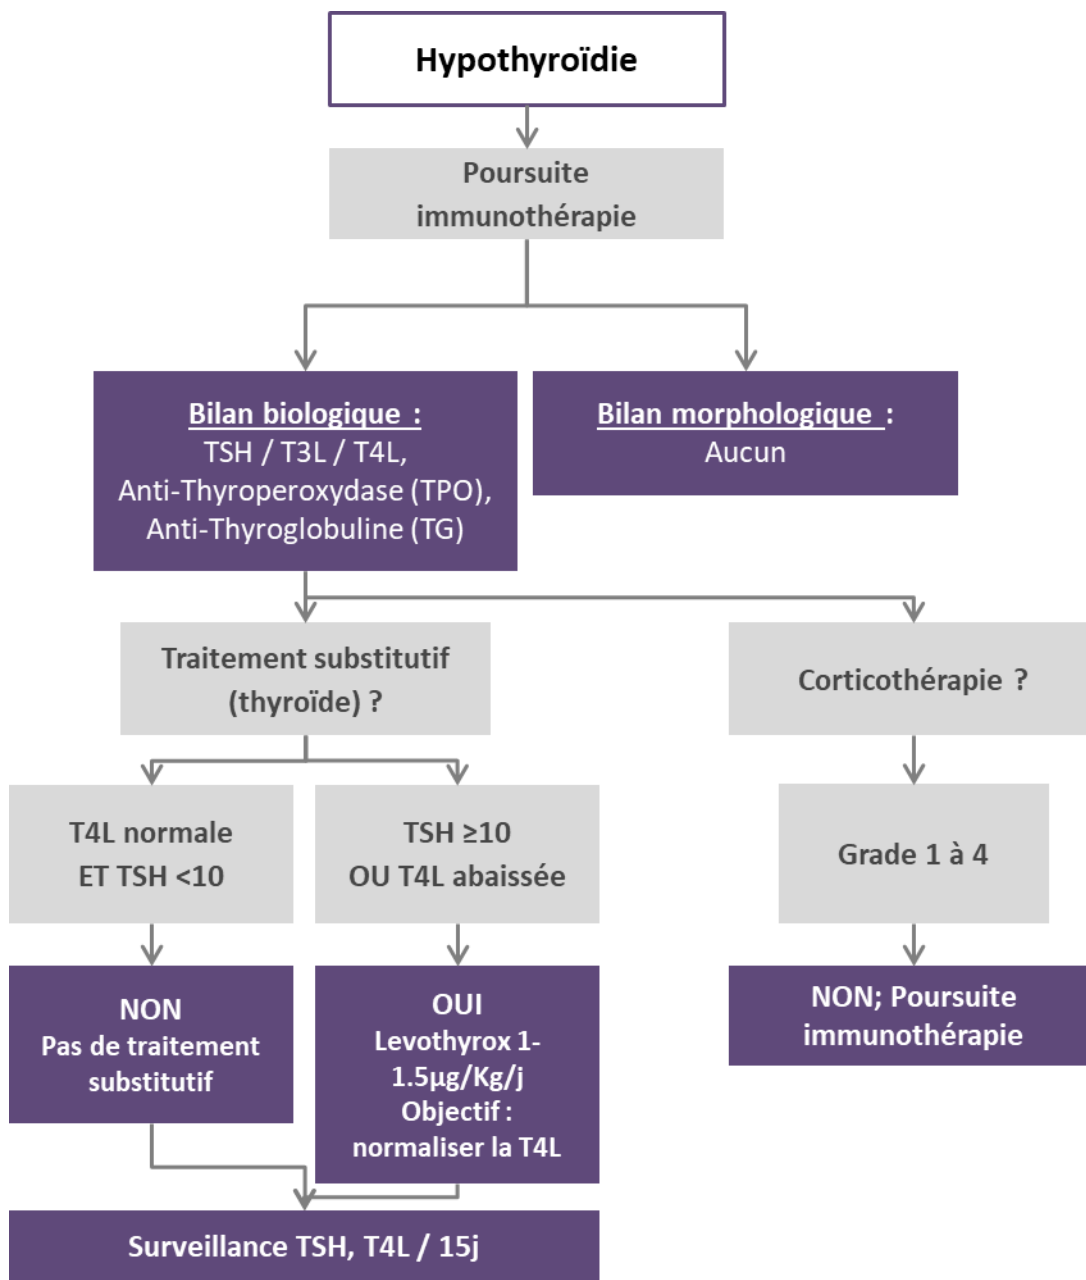 Hypothyroïdie
Poursuite
immunothérapie
Bilan biologique :
TSH / T3L / T4L,
Anti-Thyroperoxydase (TPO),
Anti-Thyroglobuline (TG)
Bilan morphologique :
Aucun
Traitement substitutif
(thyroïde) ?
Corticothérapie ?
T4L normale
ET TSH <10
TSH ≥10
OU T4L abaissée
Grade 1 à 4
NON
Pas de traitement
substitutif
OUI
Levothyrox 1-
1.5µg/Kg/j
Objectif :
normaliser la T4L
NON; Poursuite
immunothérapie
Surveillance TSH, T4L / 15j